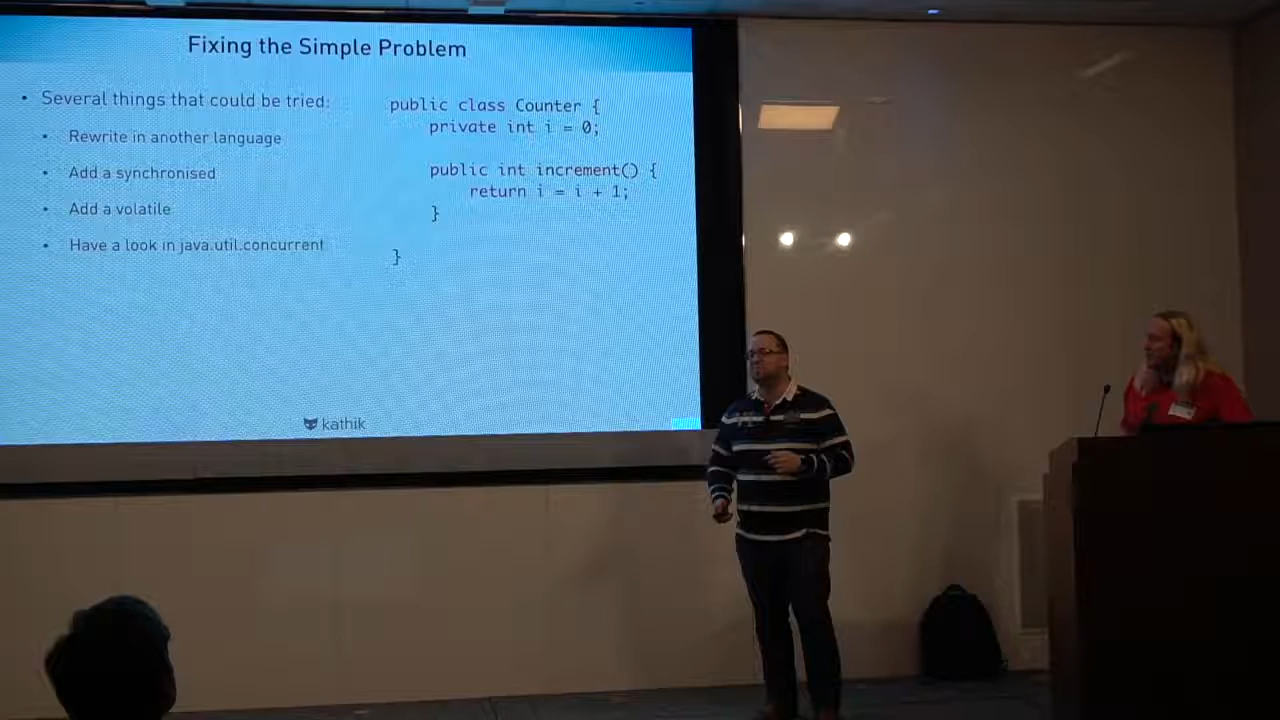 Fixing the Simple Problem
• Several things that could be tried:
• Rewrite in another language
• Add a synchronised
• Add a volatile
• Have a look in java.util.concurrent
public class Counter {
private int i = 0;
public int increment() {
return i = i + 1;
}
}
kathik